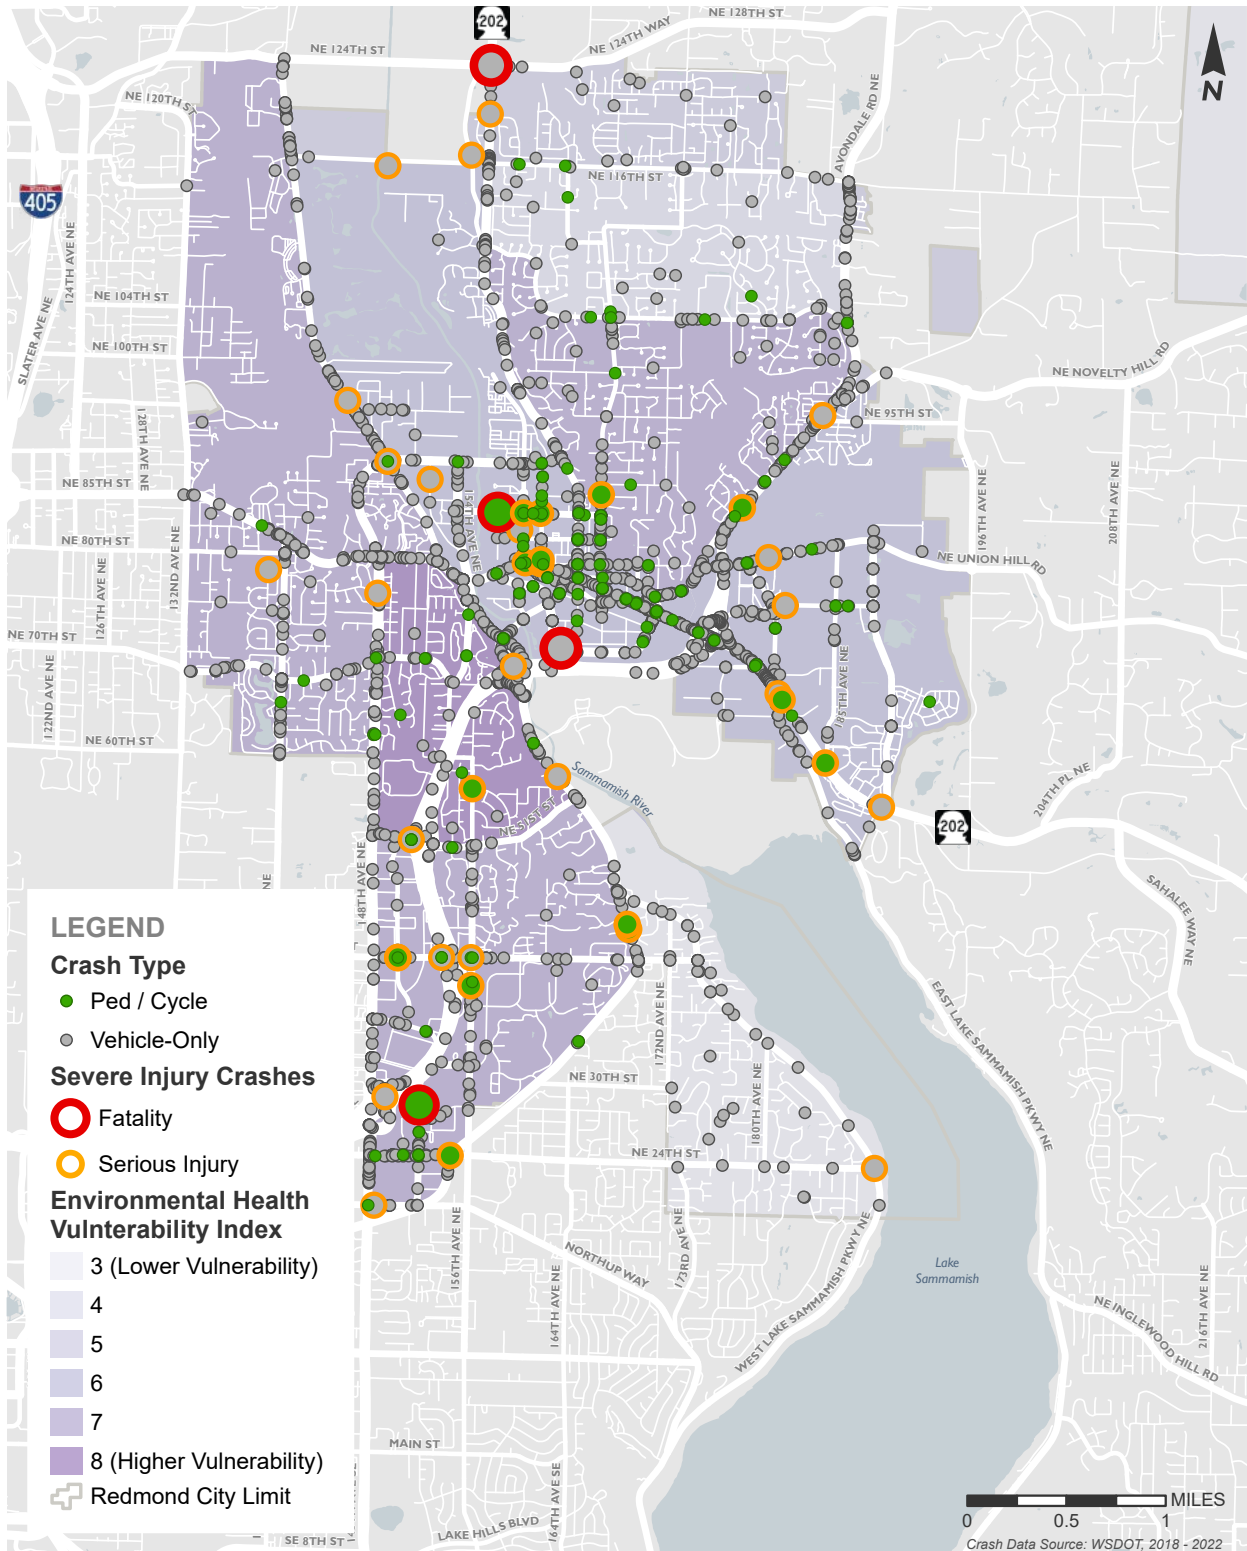 202
NE 128TH ST
NE 124TH ST
NE 124TH WAY
NE 120TH ST
AVONDALE RD NE
NE 116TH ST
405
124TH AVE NE
NE 104TH ST
SLATER AVE NE
NE 100TH ST
NE NOVELTY HILL RD
128TH AVE NE
NE 95TH ST
NE 85TH ST
154TH AVE NE
196TH AVE NE
208TH AVE NE
NE 80TH ST
132ND AVE NE
126TH AVE NE
NE UNION HILL RD
NE 70TH ST
122ND AVE NE
185TH AVE NE
NE 60TH ST
Sammamish River
204TH PL NE
NE 51ST ST
202
148TH AVE NE
NE
SAHALEE WAY NE
LEGEND
Crash Type
Ped / Cycle
Vehicle-Only
Severe Injury Crashes
Fatality
Serious Injury
Environmental Health
Vulnterability Index
3 (Lower Vulnerability)
4
5
6
7
8 (Higher Vulnerability)
Redmond City Limit
EAST LAKE SAMMAMISH PKWY NE
172ND AVE NE
NE 30TH ST
180TH AVE NE
NE 24TH ST
156TH AVE NE
NORTHUP WAY
173RD AVE NE
WEST LAKE SAMMAMISH PKWY NE
Lake
Sammamish
164TH AVE NE
NE INGLEWOOD HILL RD
216TH AVE NE
MAIN ST
164TH AVE SE
LAKE HILLS BLVD
SE 8TH ST
MILES
0 0.5 1
Crash Data Source: WSDOT, 2018 - 2022
N